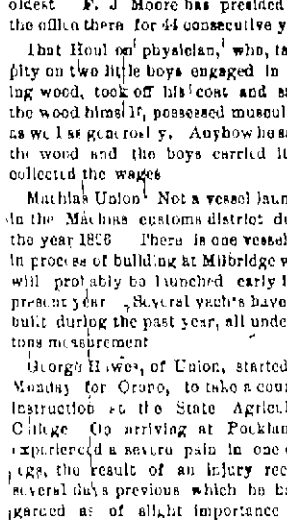 oldest F. J Moore has presided
the office there for 44 consecutive y
That Houl on physician, who, ta
pity on two little boys engaged in
ing wood, took off his coat and s
the wood himself, possessed muscul
as well as generosity. Anyhow he sa
the wood and the boys carried it
collected the wages
Machias Union Not a vessel laun
in the Machias customs district d
the year 1896 There is one vessel
in process of building at Milbridge w
will probably be launched early i
present year Several yachts have
built during the past year, all unde
tons measurement
George Hawes, of Union, started
Monday for Orono, to take a cour
instruction at the State Agricul
College On arriving at Rockland
experienced a severe pain in one
legs, the result of an injury rec
several days previous which he h
garded as of slight importance